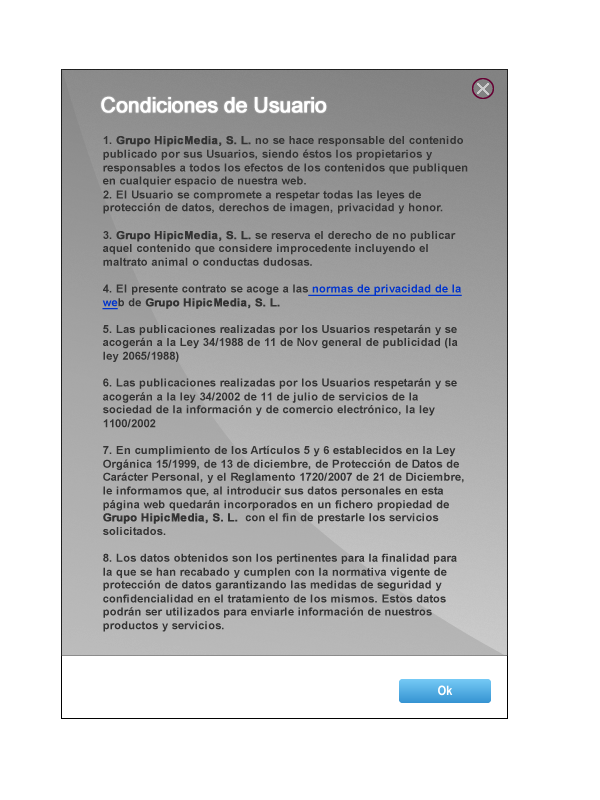 Condiciones de Usuario
1. Grupo HipicMedia, S. L. no se hace responsable del contenido
publicado por sus Usuarios, siendo éstos los propietarios y
responsables a todos los efectos de los contenidos que publiquen
en cualquier espacio de nuestra web.
2. El Usuario se compromete a respetar todas las leyes de
protección de datos, derechos de imagen, privacidad y honor.
3. Grupo HipicMedia, S. L. se reserva el derecho de no publicar
aquel contenido que considere improcedente incluyendo el
maltrato animal o conductas dudosas.
4. El presente contrato se acoge a las normas de privacidad de la
web de Grupo HipicMedia, S. L.
5. Las publicaciones realizadas por los Usuarios respetarán y se
acogerán a la Ley 34/1988 de 11 de Nov general de publicidad (la
ley 2065/1988)
6. Las publicaciones realizadas por los Usuarios respetarán y se
acogerán a la ley 34/2002 de 11 de julio de servicios de la
sociedad de la información y de comercio electrónico, la ley
1100/2002
7. En cumplimiento de los Artículos 5 y 6 establecidos en la Ley
Orgánica 15/1999, de 13 de diciembre, de Protección de Datos de
Carácter Personal, y el Reglamento 1720/2007 de 21 de Diciembre,
le informamos que, al introducir sus datos personales en esta
página web quedarán incorporados en un fichero propiedad de
Grupo HipicMedia, S. L. con el fin de prestarle los servicios
solicitados.
8. Los datos obtenidos son los pertinentes para la finalidad para
la que se han recabado y cumplen con la normativa vigente de
protección de datos garantizando las medidas de seguridad y
confidencialidad en el tratamiento de los mismos. Estos datos
podrán ser utilizados para enviarle información de nuestros
productos y servicios.
Ok